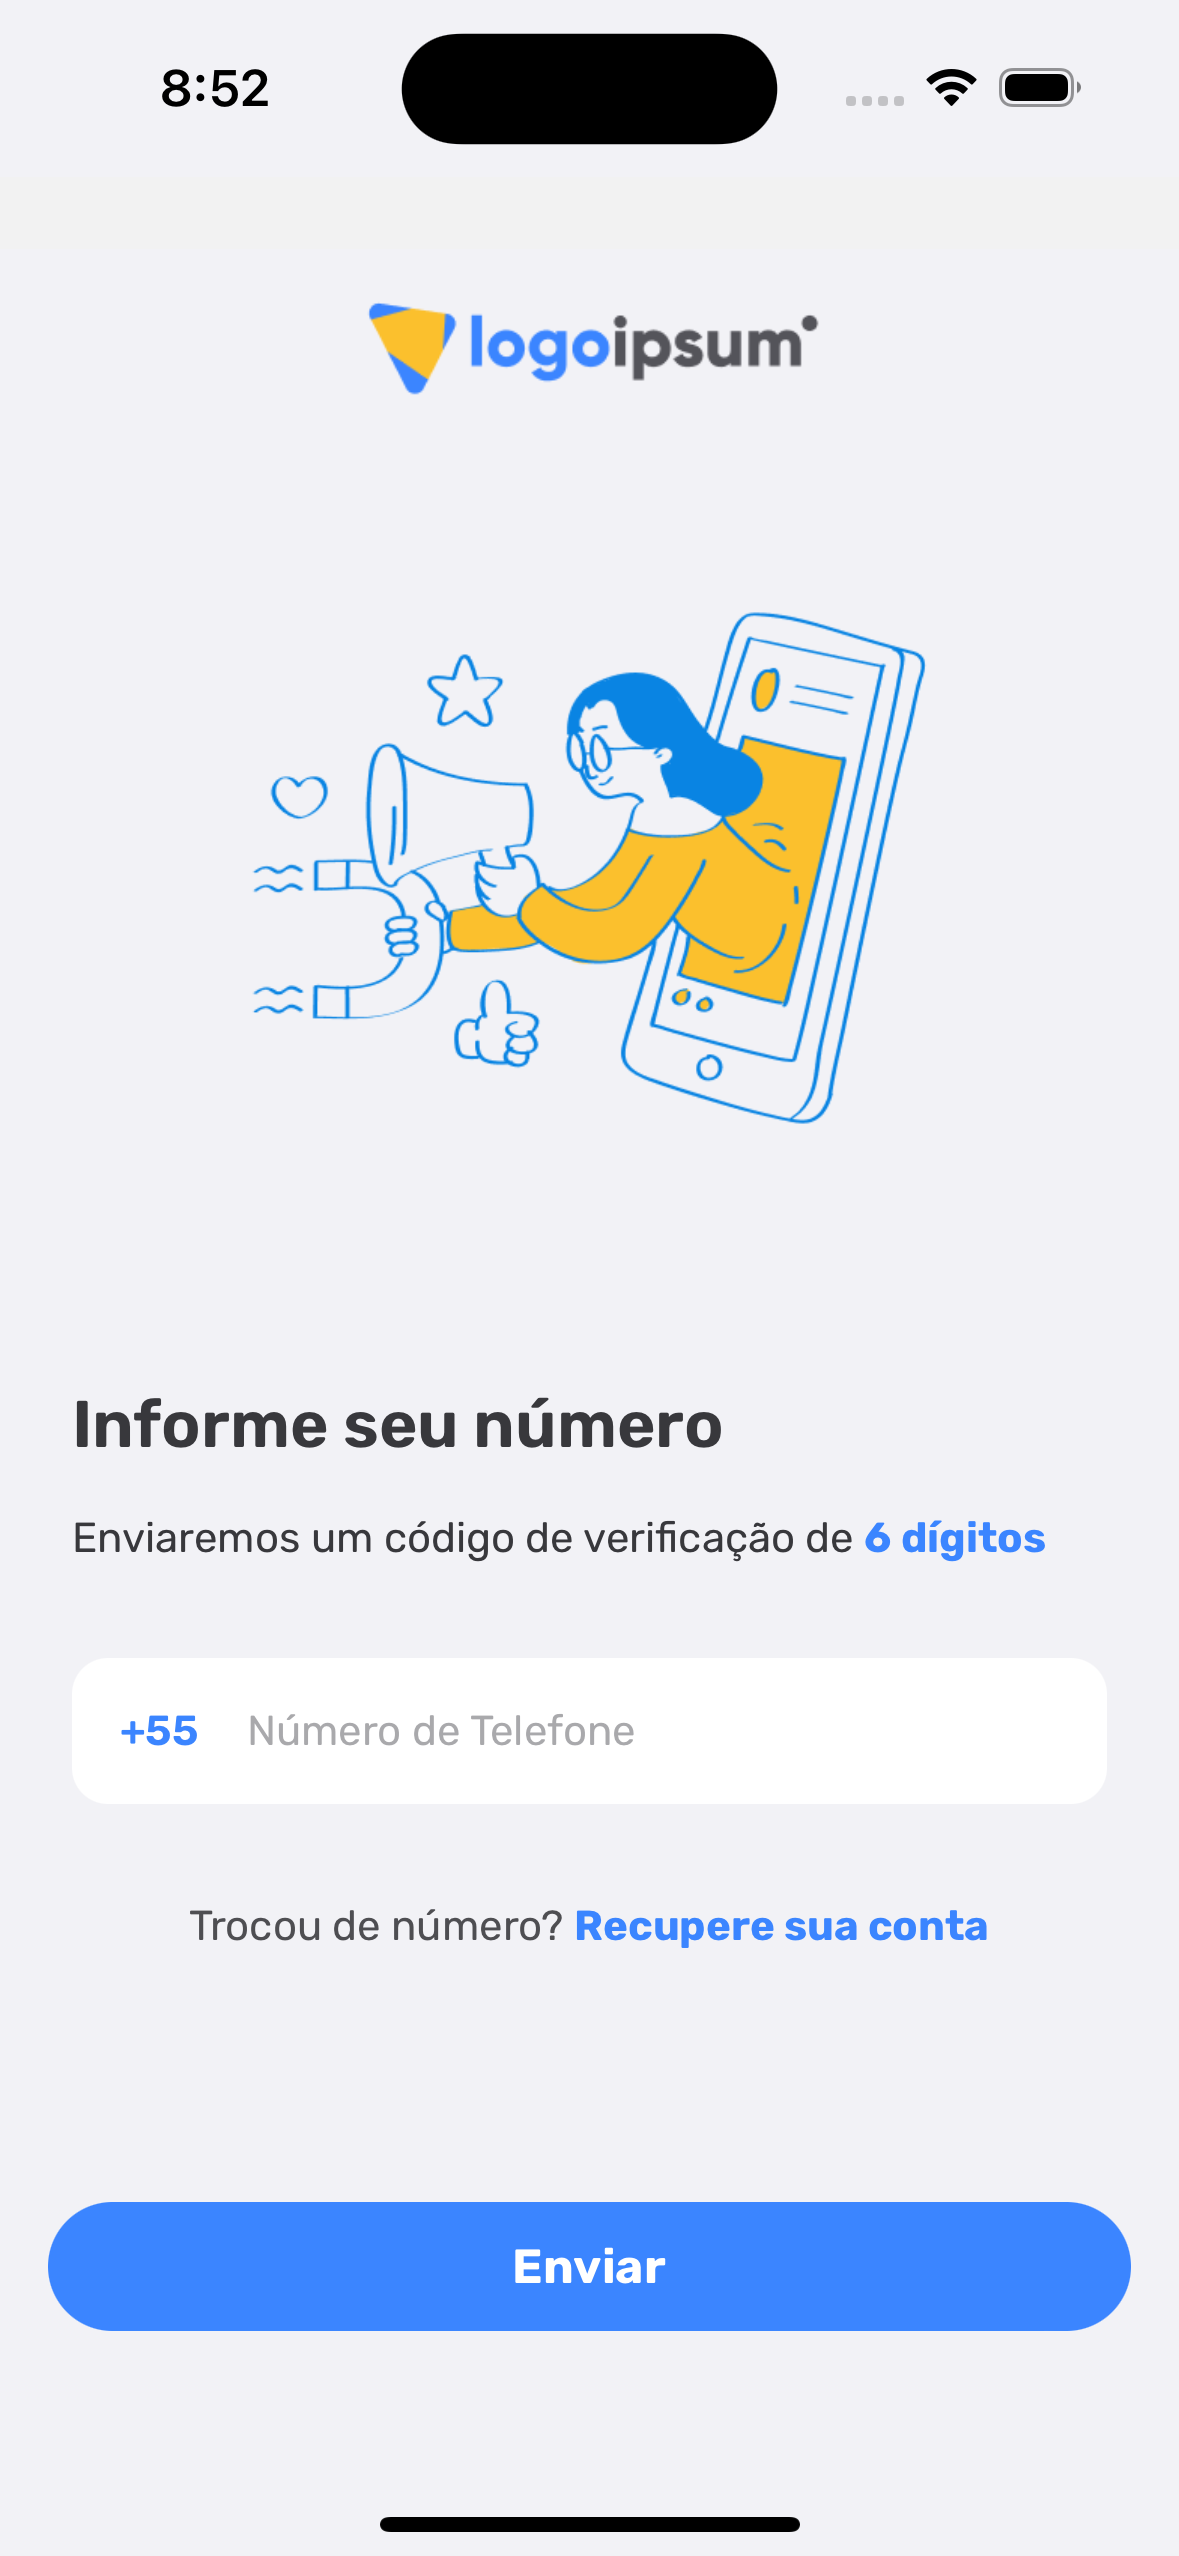 8:52
logoipsum
Informe seu número
Enviaremos um código de verificação de 6 dígitos
+55 Número de Telefone
Trocou de número? Recupere sua conta
Enviar